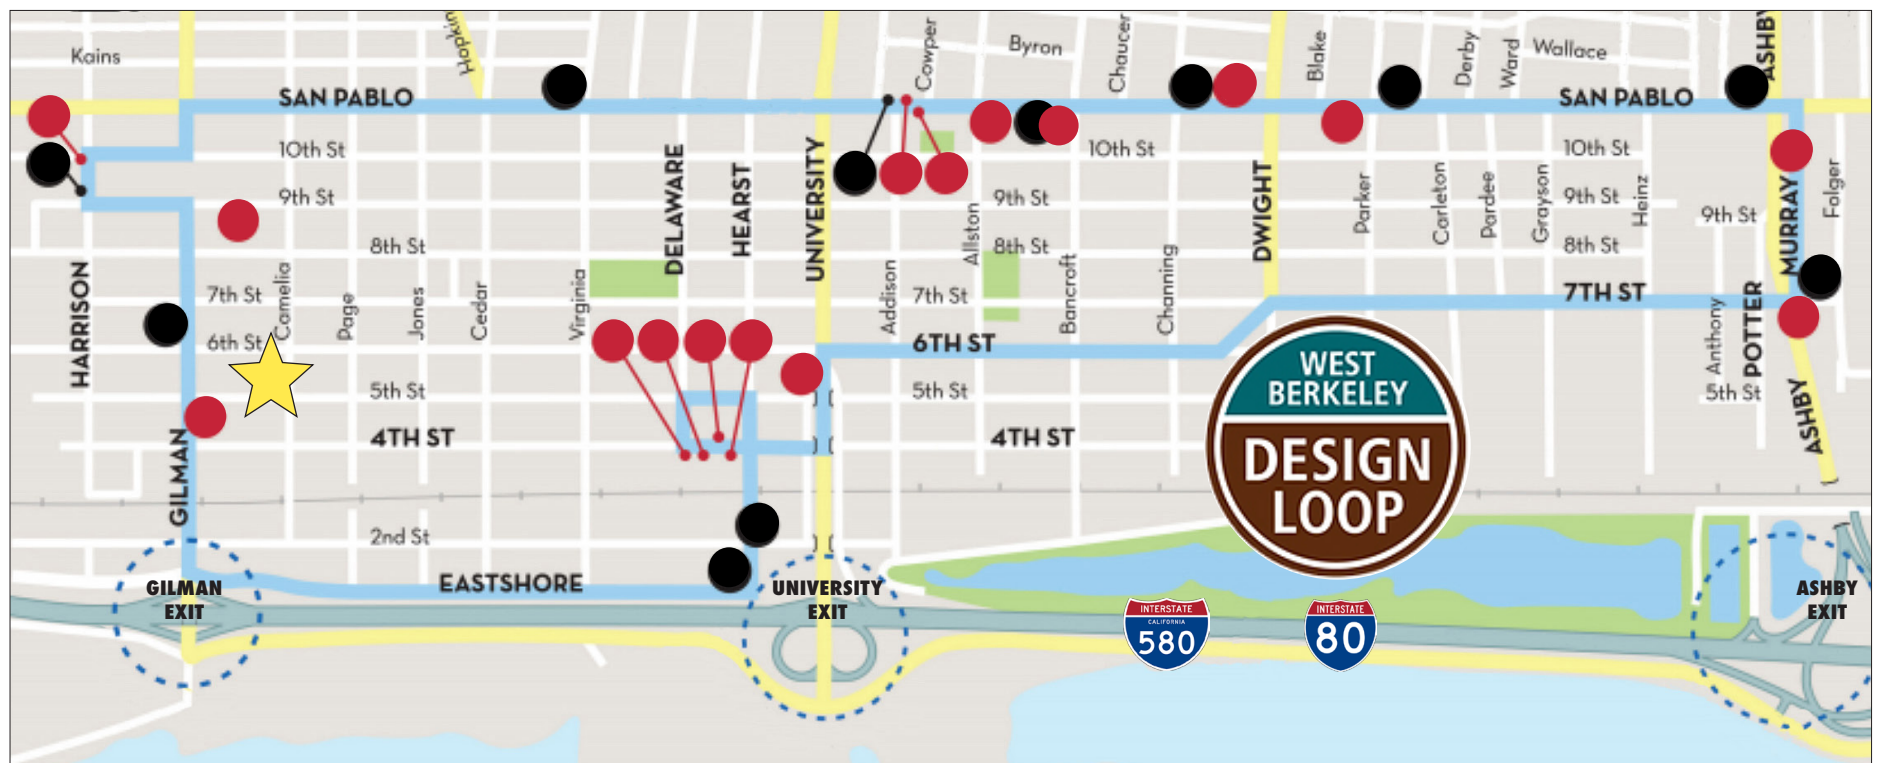 Kains
Hopkin
Cowper
Byron
Chaucer
Blake
Derby
Ward
Wallace
ASHBY
SAN PABLO
SAN PABLO
10th St
10th St
10th St
9th St
9th St
9th St
9th St
8th St
8th St
8th St
7th St
7th St
7TH ST
6th St
6TH ST
5th St
5th St
5th St
4TH ST
4TH ST
2nd St
EASTSHORE
HARRISON
GILMAN
Camelia
Page
Jones
Cedar
Virginia
DELAWARE
HEARST
UNIVERSITY
Addison
Allston
Bancroft
Channing
DWIGHT
Parker
Carleton
Pardee
Grayson
Heinz
Anthony
POTTER
MURRAY
Folger
ASHBY
WEST
BERKELEY
DESIGN
LOOP
GILMAN
EXIT
UNIVERSITY
EXIT
ASHBY
EXIT
INTERSTATE
CALIFORNIA
580
INTERSTATE
80